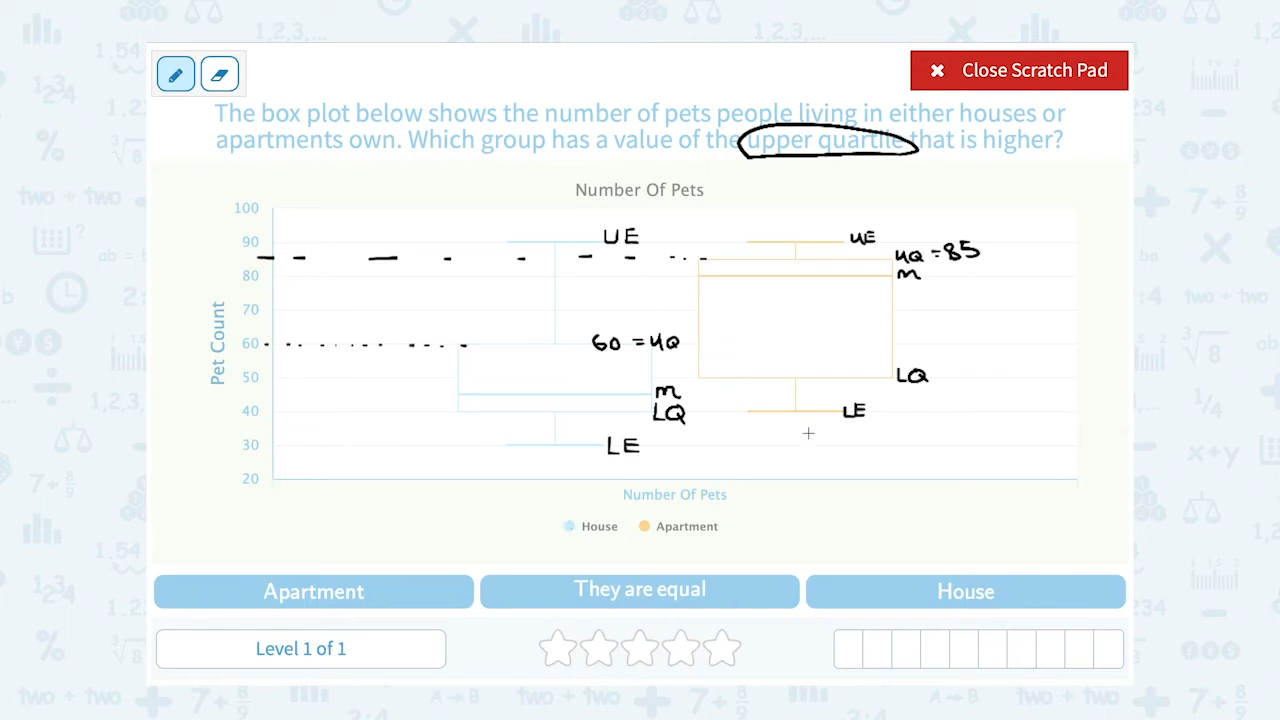 Close Scratch Pad
The box plot below shows the number of pets people living in either houses or
apartments own. Which group has a value of the upper quartile that is higher?
Number Of Pets
100
90
80
70
60
50
40
30
20
Pet Count
UE
60 = UQ
M
LQ
LE
UE
UQ = 85
M
LQ
LE
Number Of Pets
House
Apartment
Apartment
They are equal
House
Level 1 of 1